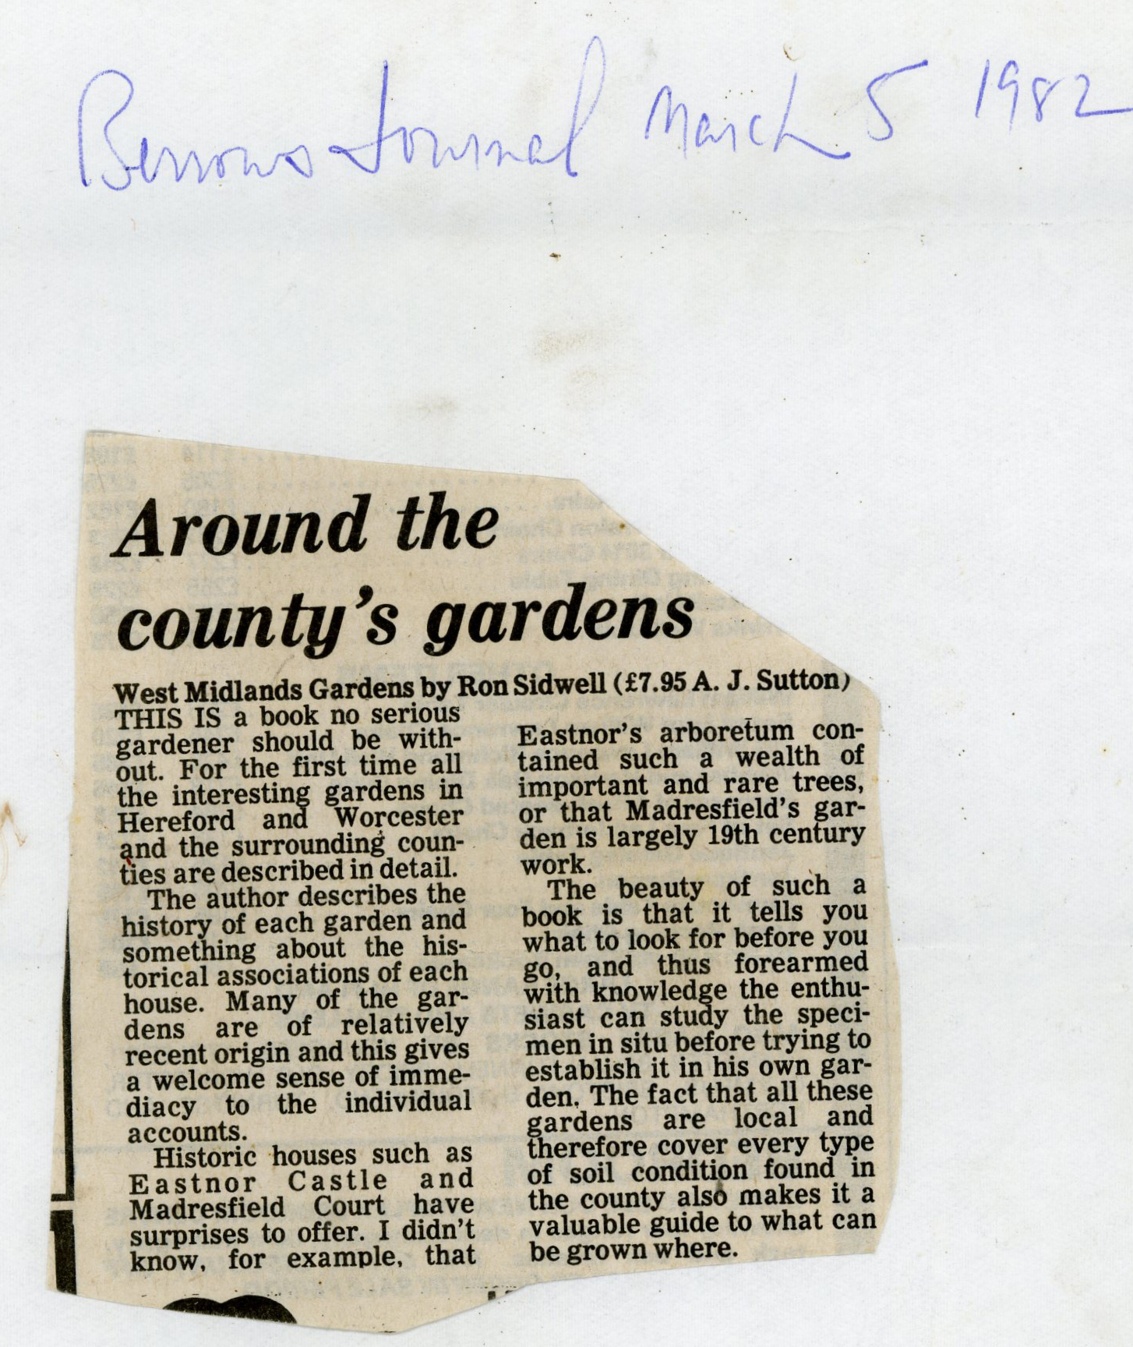 Berrows Journal March 5 1982
Around the
county's gardens
West Midlands Gardens by Ron Sidwell (£7.95 A. J. Sutton)
THIS IS a book no serious
gardener should be with-
out. For the first time all
the interesting gardens in
Hereford and Worcester
and the surrounding coun-
ties are described in detail.
The author describes the
history of each garden and
something about the his-
torical associations of each
house. Many of the gar-
dens are of relatively
recent origin and this gives
a welcome sense of imme-
diacy to the individual
accounts.
Historic houses such as
Eastnor Castle and
Madresfield Court have
surprises to offer. I didn't
know, for example, that
Eastnor's arboretum con-
tained such a wealth of
important and rare trees,
or that Madresfield's gar-
den is largely 19th century
work.
The beauty of such a
book is that it tells you
what to look for before you
go, and thus forearmed
with knowledge the enthu-
siast can study the speci-
men in situ before trying to
establish it in his own gar-
den. The fact that all these
gardens are local and
therefore cover every type
of soil condition found in
the county also makes it a
valuable guide to what can
be grown where.